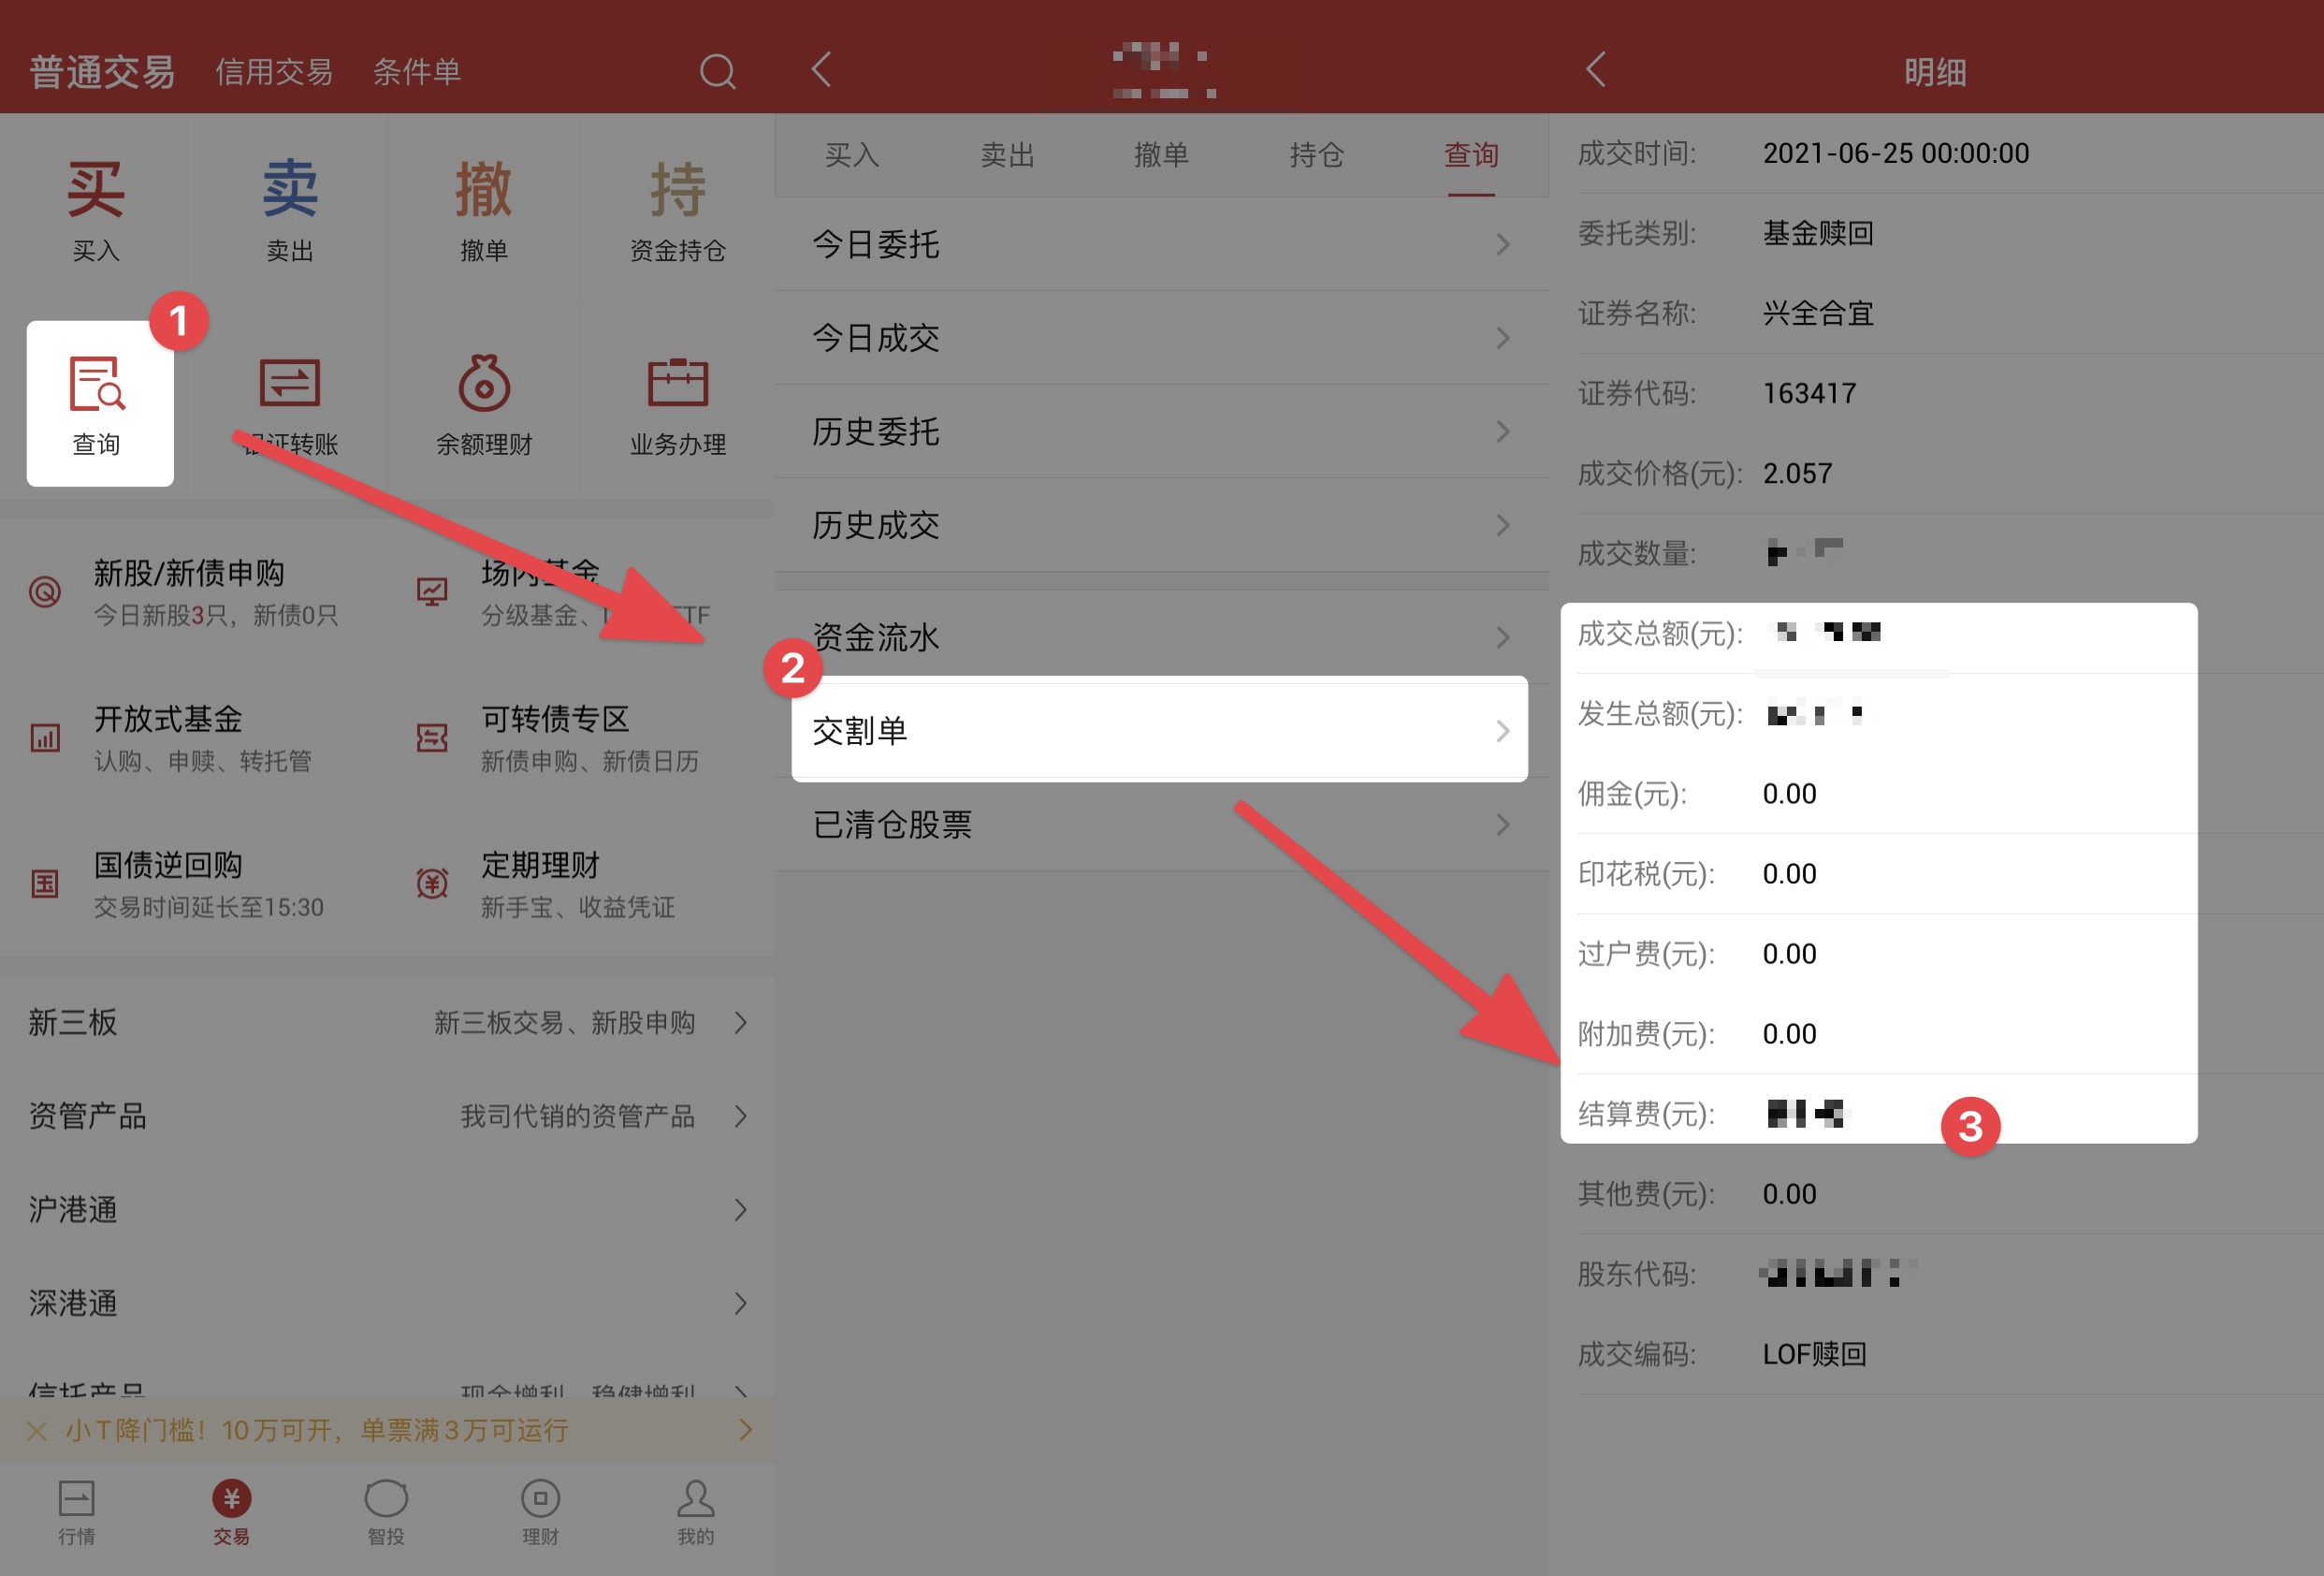 普通交易 信用交易 条件单
买 卖 撤 持
买入 卖出 撤单 资金持仓
1
查询 银证转账 余额理财 业务办理
新股/新债申购 场内基金
今日新股3只，新债0只 分级基金、L TF
开放式基金 可转债专区
认购、申赎、转托管 新债申购、新债日历
国债逆回购 定期理财
交易时间延长至15:30 新手宝、收益凭证
新三板 新三板交易、新股申购
资管产品 我司代销的资管产品
沪港通
深港通
信托产品 现金增利、稳健增利
小T降门槛！10万可开，单票满3万可运行
行情 交易 智投 理财 我的
买入 卖出 撤单 持仓 查询
今日委托
今日成交
历史委托
历史成交
资金流水
2
交割单
已清仓股票
明细
成交时间: 2021-06-25 00:00:00
委托类别: 基金赎回
证券名称: 兴全合宜
证券代码: 163417
成交价格(元): 2.057
成交数量:
成交总额(元):
发生总额(元):
佣金(元): 0.00
印花税(元): 0.00
过户费(元): 0.00
附加费(元): 0.00
结算费(元):
3
其他费(元): 0.00
股东代码:
成交编码: LOF赎回